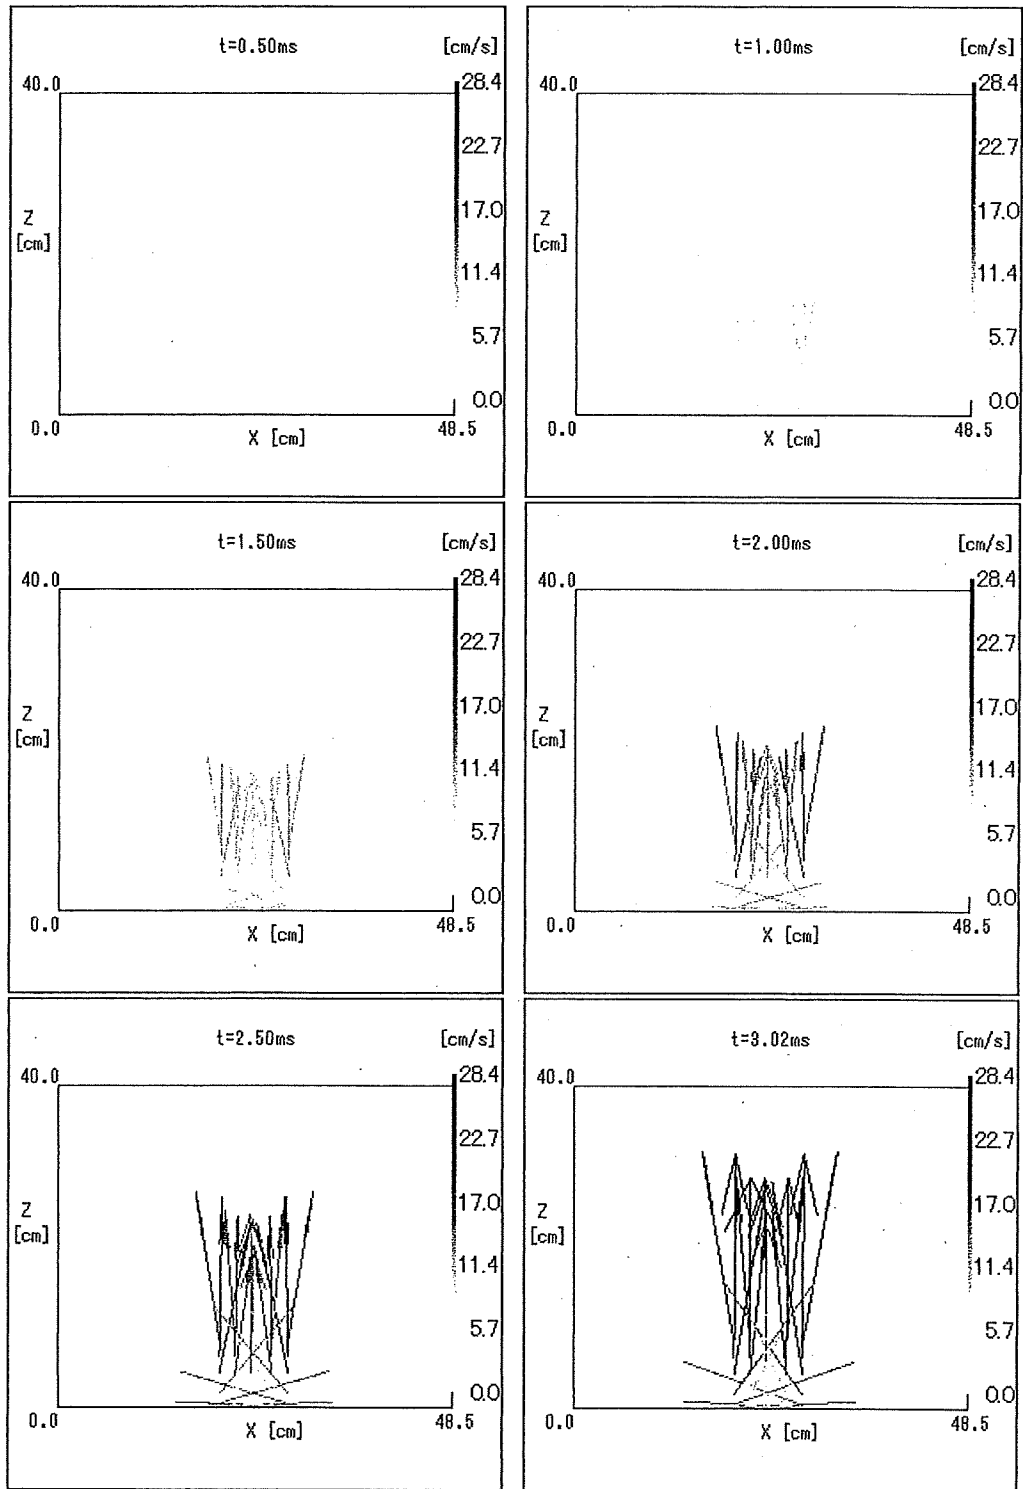 t=0.50ms [cm/s]
40.0 28.4
22.7
Z 17.0
[cm]
11.4
5.7
0.0
0.0 X [cm] 48.5
t=1.00ms [cm/s]
40.0 28.4
22.7
Z 17.0
[cm]
11.4
5.7
0.0
0.0 X [cm] 48.5
t=1.50ms [cm/s]
40.0 28.4
22.7
Z 17.0
[cm]
11.4
5.7
0.0
0.0 X [cm] 48.5
t=2.00ms [cm/s]
40.0 28.4
22.7
Z 17.0
[cm]
11.4
5.7
0.0
0.0 X [cm] 48.5
t=2.50ms [cm/s]
40.0 28.4
22.7
Z 17.0
[cm]
11.4
5.7
0.0
0.0 X [cm] 48.5
t=3.02ms [cm/s]
40.0 28.4
22.7
Z 17.0
[cm]
11.4
5.7
0.0
0.0 X [cm] 48.5